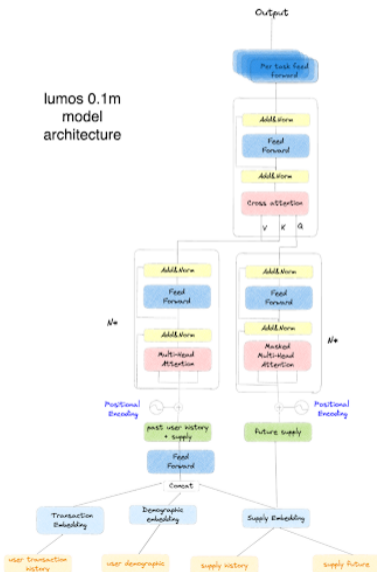 Output
Per task feed
forward
lumos 0.1m
model
architecture
Add&Norm
Feed
Forward
Add&Norm
Cross attention
V K Q
Add&Norm
Feed
Forward
N*
Add&Norm
Multi-Head
Attention
Add&Norm
Feed
Forward
Add&Norm
N*
Masked
Multi-Head
Attention
Positional
Encoding
Positional
Encoding
past user history
+ supply
future supply
Feed
Forward
Concat
Transaction
Embedding
Demographic
embedding
Supply Embedding
user transaction
history
user demographic
supply history
supply future